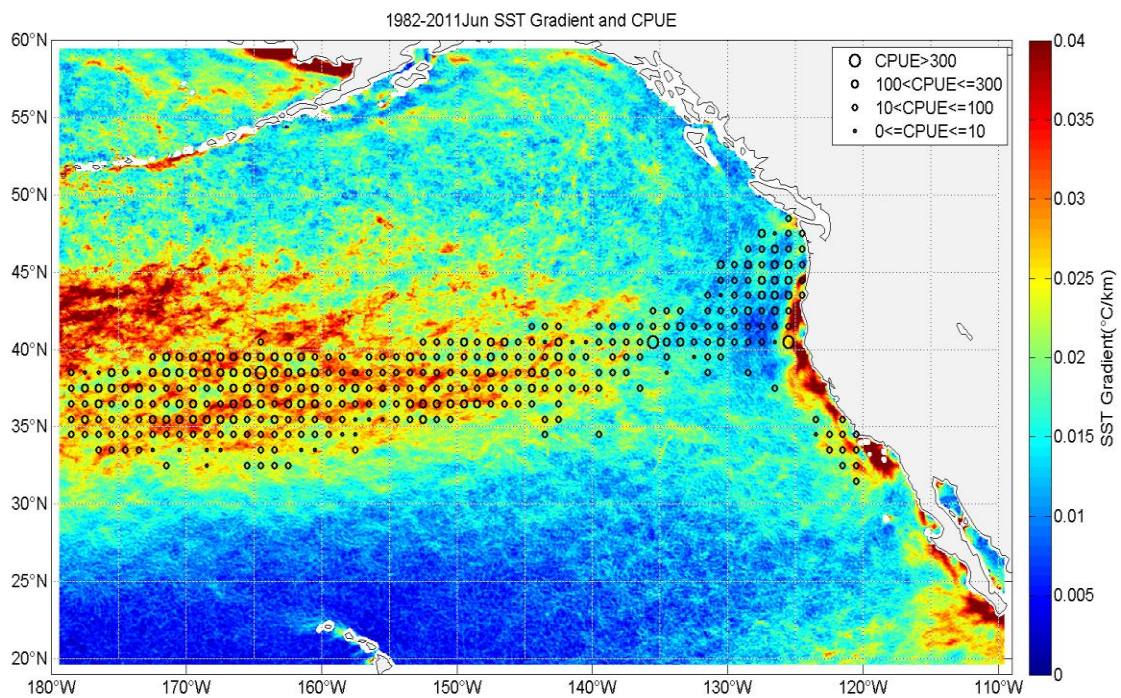 1982-2011Jun SST Gradient and CPUE
60°N
55°N
50°N
45°N
40°N
35°N
30°N
25°N
20°N
180°W
170°W
160°W
150°W
140°W
130°W
120°W
110°W
CPUE>300
100<CPUE<=300
10<CPUE<=100
0<=CPUE<=10
0.04
0.035
0.03
0.025
0.02
0.015
0.01
0.005
0
SST Gradient(°C/km)